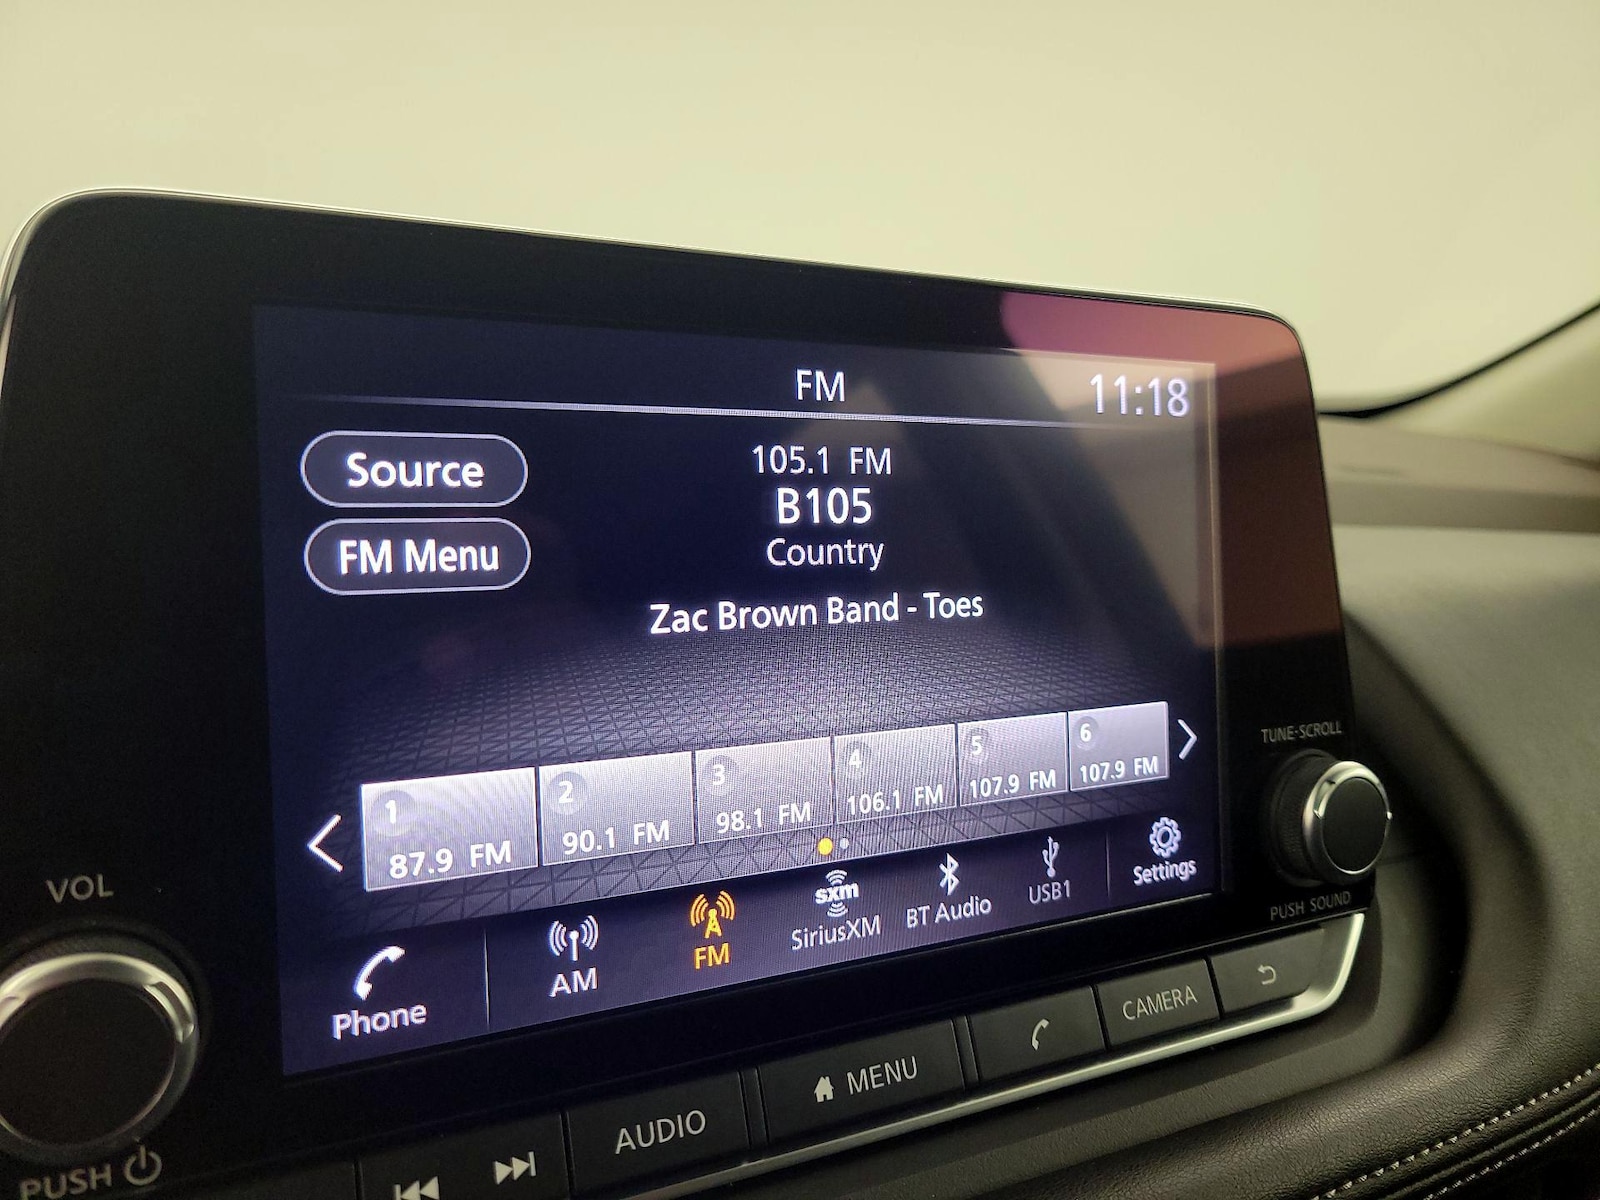 FM
11:18
Source
FM Menu
105.1 FM
B105
Country
Zac Brown Band - Toes
1
87.9 FM
2
90.1 FM
3
98.1 FM
4
106.1 FM
5
107.9 FM
6
107.9 FM
Phone
AM
FM
sxm
SiriusXM
BT Audio
USB1
Settings
VOL
PUSH
TUNE·SCROLL
PUSH SOUND
AUDIO
MENU
CAMERA